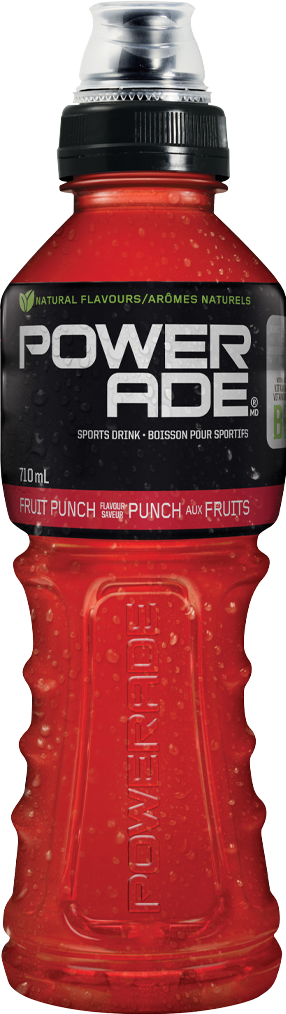 NATURAL FLAVOURS/ARÔMES NATURELS
POWER
ADE®
MD
SPORTS DRINK • BOISSON POUR SPORTIFS
710 mL
FRUIT PUNCH FLAVOUR SAVEUR PUNCH AUX FRUITS
POWERADE